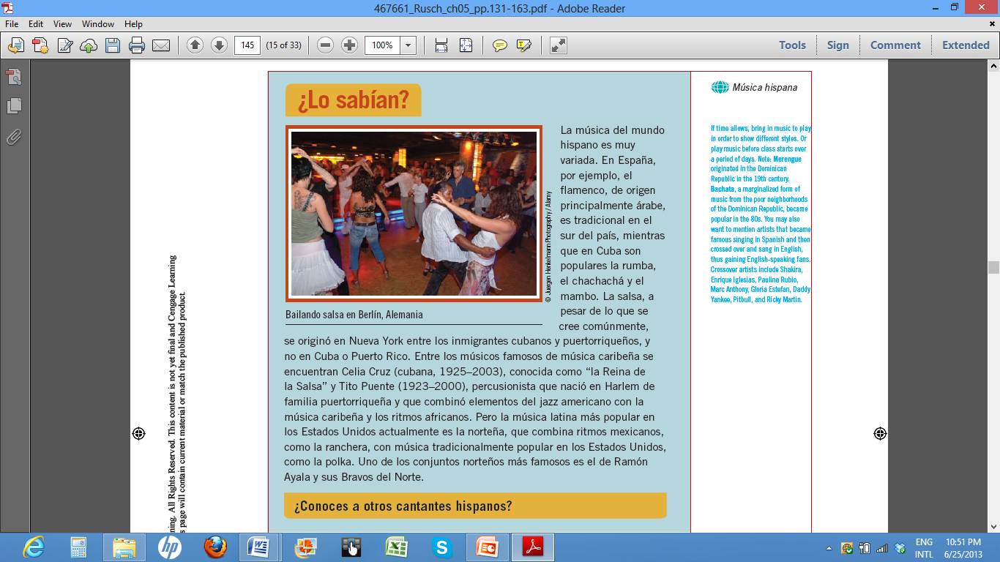 467661_Rusch_ch05_pp.131-163.pdf - Adobe Reader
File Edit View Window Help
145 (15 of 33) 100% Tools Sign Comment Extended
¿Lo sabían?
© Juergen Henkelmann Photography / Alamy
Bailando salsa en Berlín, Alemania
La música del mundo
hispano es muy
variada. En España,
por ejemplo, el
flamenco, de origen
principalmente árabe,
es tradicional en el
sur del país, mientras
que en Cuba son
populares la rumba,
el chachachá y el
mambo. La salsa, a
pesar de lo que se
cree comúnmente,
se originó en Nueva York entre los inmigrantes cubanos y puertorriqueños, y
no en Cuba o Puerto Rico. Entre los músicos famosos de música caribeña se
encuentran Celia Cruz (cubana, 1925–2003), conocida como “la Reina de
la Salsa” y Tito Puente (1923–2000), percusionista que nació en Harlem de
familia puertorriqueña y que combinó elementos del jazz americano con la
música caribeña y los ritmos africanos. Pero la música latina más popular en
los Estados Unidos actualmente es la norteña, que combina ritmos mexicanos,
como la ranchera, con música tradicionalmente popular en los Estados Unidos,
como la polka. Uno de los conjuntos norteños más famosos es el de Ramón
Ayala y sus Bravos del Norte.
¿Conoces a otros cantantes hispanos?
Música hispana
If time allows, bring in music to play
in order to show different styles. Or
play music before class starts over
a period of days. Note: Merengue
originated in the Dominican
Republic in the 19th century.
Bachata, a marginalized form of
music from the poor neighborhoods
of the Dominican Republic, became
popular in the 80s. You may also
want to mention artists that became
famous singing in Spanish and then
crossed over and sang in English,
thus gaining English-speaking fans.
Crossover artists include Shakira,
Enrique Iglesias, Paulina Rubio,
Marc Anthony, Gloria Estefan, Daddy
Yankee, Pitbull, and Ricky Martin.
ning. All Rights Reserved. This content is not yet final and Cengage Learning
s page will contain current material or match the published product.
hp
ENG 10:51 PM
INTL 6/25/2013